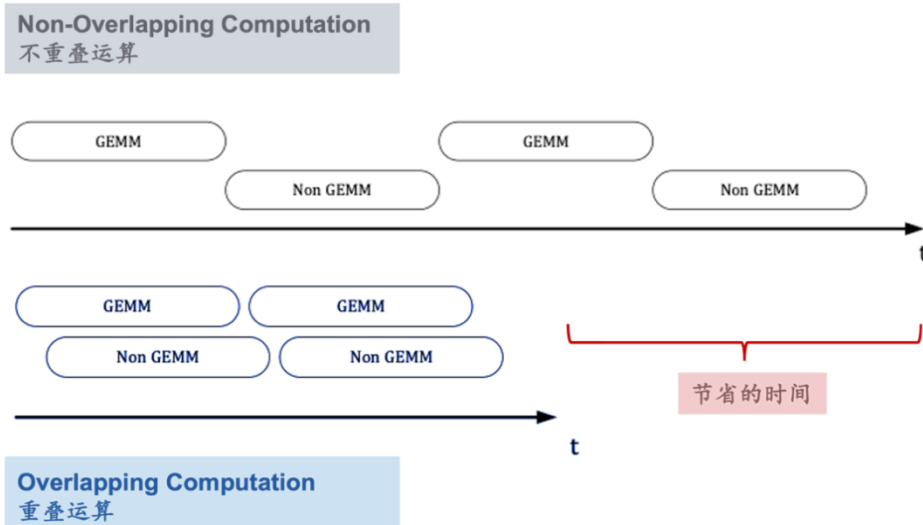 Non-Overlapping Computation
不重叠运算
GEMM
GEMM
Non GEMM
Non GEMM
t
GEMM
GEMM
Non GEMM
Non GEMM
节省的时间
t
Overlapping Computation
重叠运算